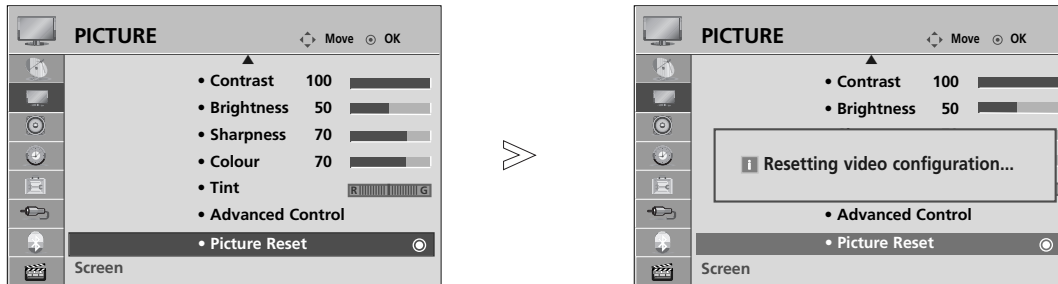 PICTURE
Move OK
• Contrast 100
• Brightness 50
• Sharpness 70
• Colour 70
• Tint R G
• Advanced Control
• Picture Reset
Screen
PICTURE
Move OK
• Contrast 100
• Brightness 50
i Resetting video configuration...
• Advanced Control
• Picture Reset
Screen